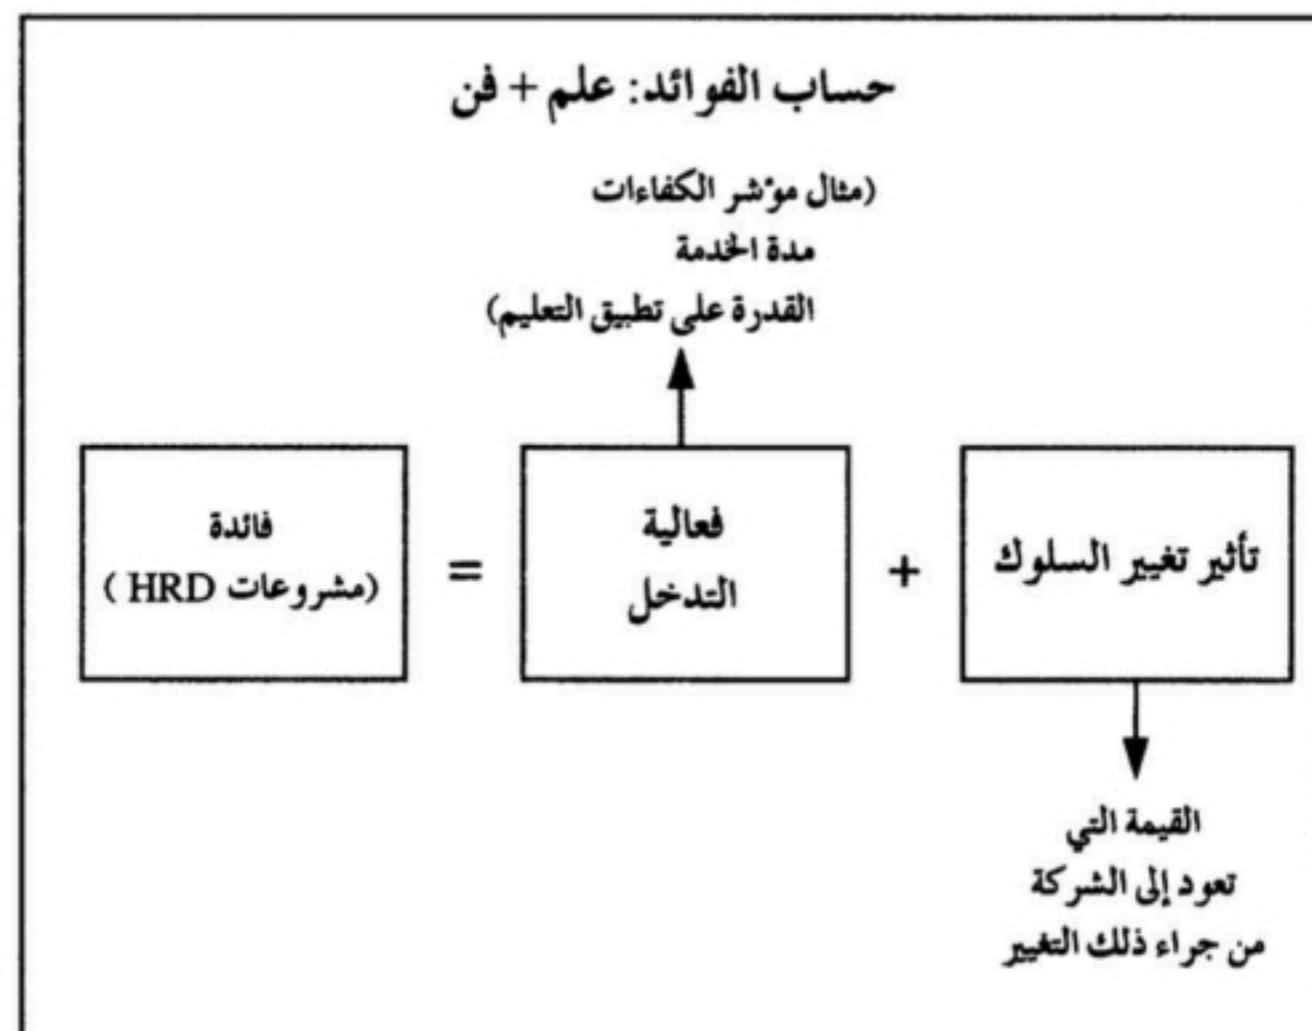 حساب الفوائد: علم + فن
(مثال مؤشر الكفاءات
مدة الخدمة
القدرة على تطبيق التعليم)
تأثير تغيير السلوك
+
فعالية
التدخل
=
فائدة
(مشروعات HRD )
القيمة التي
تعود إلى الشركة
من جراء ذلك التغيير